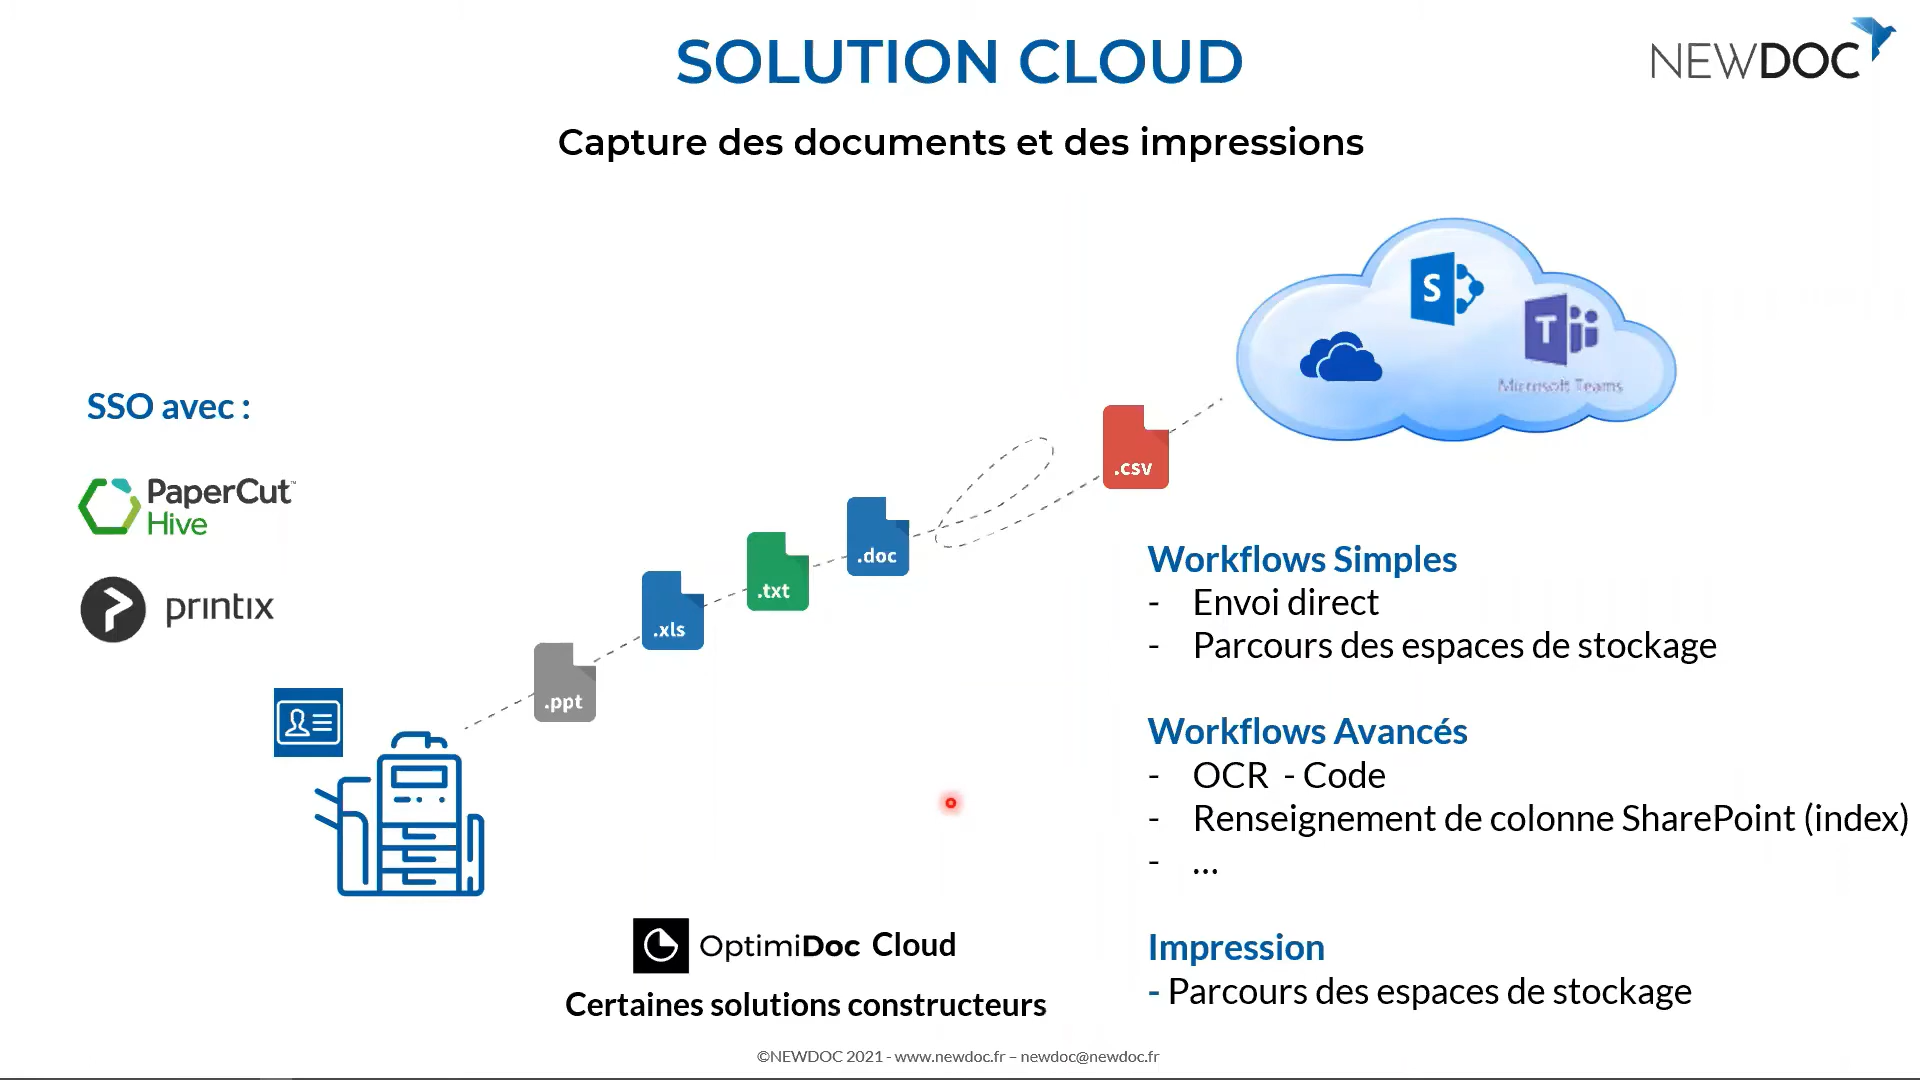 SOLUTION CLOUD
NEWDOC
Capture des documents et des impressions
S
T
Microsoft Teams
SSO avec :
PaperCut™
Hive
printix
.csv
.doc
.txt
.xls
.ppt
Workflows Simples
- Envoi direct
- Parcours des espaces de stockage
Workflows Avancés
- OCR - Code
- Renseignement de colonne SharePoint (index)
- ...
OptimiDoc Cloud
Certaines solutions constructeurs
Impression
- Parcours des espaces de stockage
©NEWDOC 2021 - www.newdoc.fr – newdoc@newdoc.fr